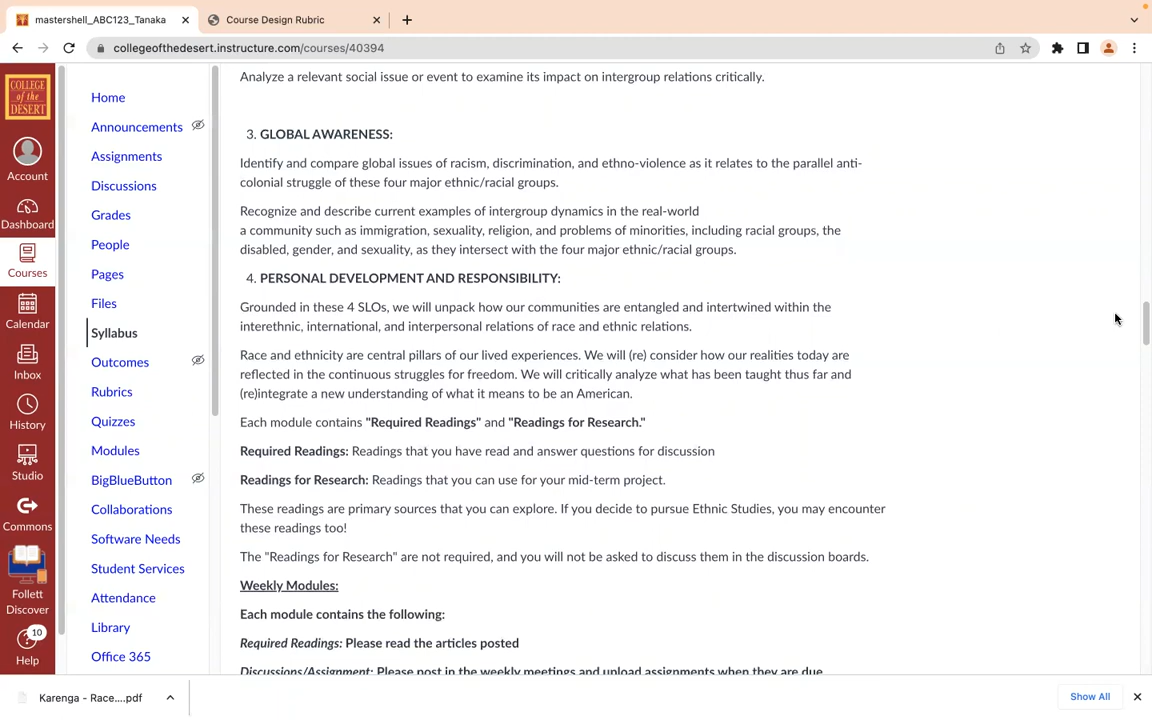 mastershell_ABC123_Tanaka
Course Design Rubric
collegeofthedesert.instructure.com/courses/40394
COLLEGE
of the
DESERT
Account
Dashboard
Courses
Calendar
Inbox
History
Studio
Commons
Follett
Discover
10
Help
Home
Announcements
Assignments
Discussions
Grades
People
Pages
Files
Syllabus
Outcomes
Rubrics
Quizzes
Modules
BigBlueButton
Collaborations
Software Needs
Student Services
Attendance
Library
Office 365
Analyze a relevant social issue or event to examine its impact on intergroup relations critically.
3. GLOBAL AWARENESS:
Identify and compare global issues of racism, discrimination, and ethno-violence as it relates to the parallel anti-
colonial struggle of these four major ethnic/racial groups.
Recognize and describe current examples of intergroup dynamics in the real-world
a community such as immigration, sexuality, religion, and problems of minorities, including racial groups, the
disabled, gender, and sexuality, as they intersect with the four major ethnic/racial groups.
4. PERSONAL DEVELOPMENT AND RESPONSIBILITY:
Grounded in these 4 SLOs, we will unpack how our communities are entangled and intertwined within the
interethnic, international, and interpersonal relations of race and ethnic relations.
Race and ethnicity are central pillars of our lived experiences. We will (re) consider how our realities today are
reflected in the continuous struggles for freedom. We will critically analyze what has been taught thus far and
(re)integrate a new understanding of what it means to be an American.
Each module contains "Required Readings" and "Readings for Research."
Required Readings: Readings that you have read and answer questions for discussion
Readings for Research: Readings that you can use for your mid-term project.
These readings are primary sources that you can explore. If you decide to pursue Ethnic Studies, you may encounter
these readings too!
The "Readings for Research" are not required, and you will not be asked to discuss them in the discussion boards.
Weekly Modules:
Each module contains the following:
Required Readings: Please read the articles posted
Discussions/Assignment: Please post in the weekly meetings and upload assignments when they are due
Karenga - Race....pdf
Show All